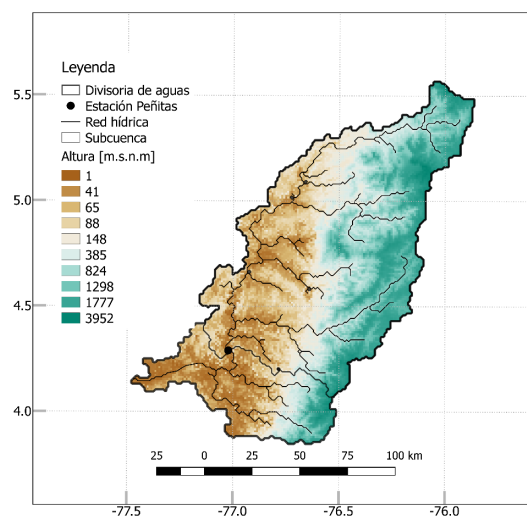 Leyenda
Divisoria de aguas
Estación Peñitas
Red hídrica
Subcuenca
Altura [m.s.n.m]
1
41
65
88
148
385
824
1298
1777
3952
5.5
5.0
4.5
4.0
25 0 25 50 75 100 km
-77.5 -77.0 -76.5 -76.0